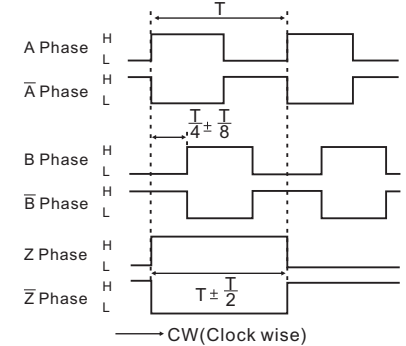 T
A Phase H
L
A̅ Phase H
L
T/4 ± T/8
B Phase H
L
B̅ Phase H
L
Z Phase H
L
Z̅ Phase H
L
T ± T/2
CW(Clock wise)